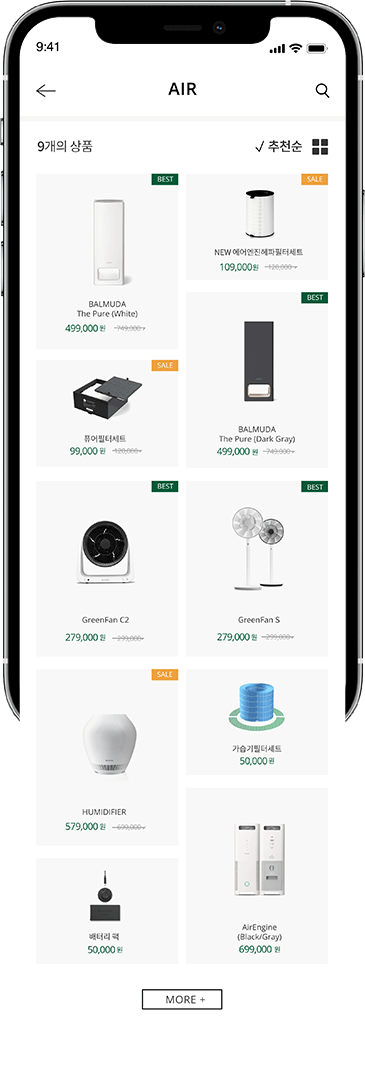 9:41
AIR
9개의 상품
✓ 추천순
BEST
BALMUDA
The Pure (White)
499,000 원 749,000 원
SALE
NEW 에어엔진헤파필터세트
109,000 원 120,000 원
SALE
퓨어필터세트
99,000 원 120,000 원
BEST
BALMUDA
The Pure (Dark Gray)
499,000 원 749,000 원
BEST
GreenFan C2
279,000 원 299,000 원
BEST
GreenFan S
279,000 원 299,000 원
SALE
HUMIDIFIER
579,000 원 699,000 원
가습기필터세트
50,000 원
배터리 팩
50,000 원
AirEngine
(Black/Gray)
699,000 원
MORE +